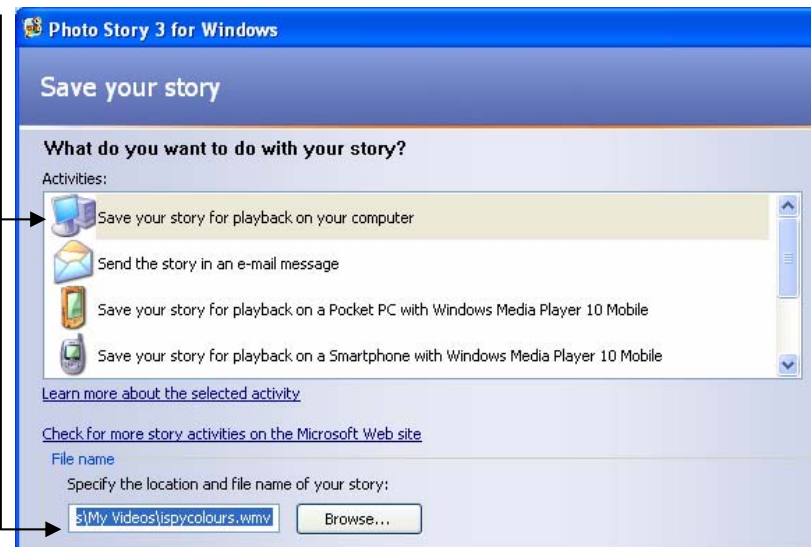 Photo Story 3 for Windows
Save your story
What do you want to do with your story?
Activities:
Save your story for playback on your computer
Send the story in an e-mail message
Save your story for playback on a Pocket PC with Windows Media Player 10 Mobile
Save your story for playback on a Smartphone with Windows Media Player 10 Mobile
Learn more about the selected activity
Check for more story activities on the Microsoft Web site
File name
Specify the location and file name of your story:
s\My Videos\ispycolours.wmv Browse...